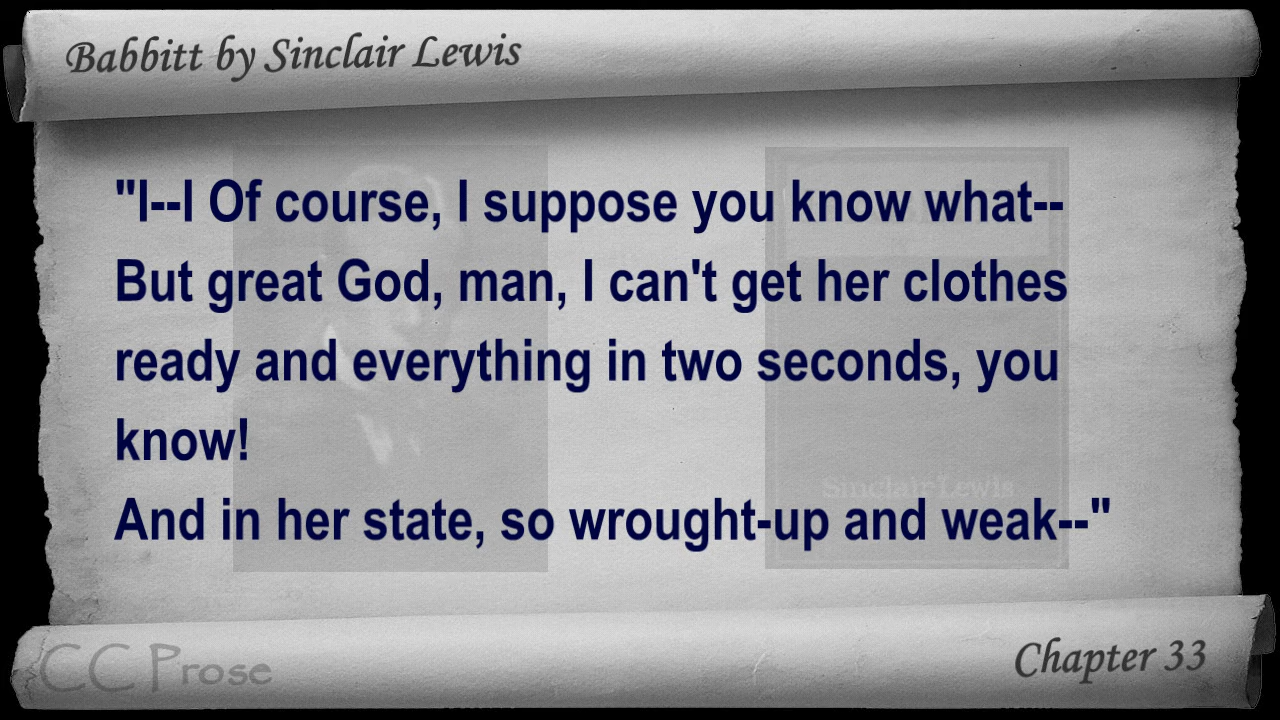 Babbitt by Sinclair Lewis
"I--I Of course, I suppose you know what--
But great God, man, I can't get her clothes
ready and everything in two seconds, you
know!
And in her state, so wrought-up and weak--"
Sinclair Lewis
CC Prose
Chapter 33